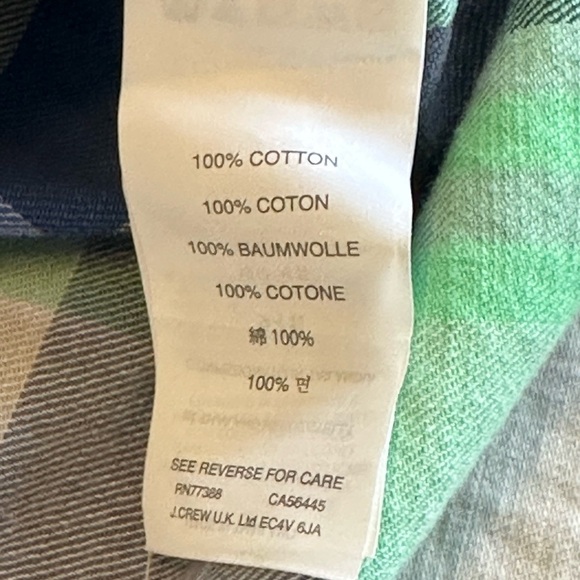 100% COTTON
100% COTON
100% BAUMWOLLE
100% COTONE
綿 100%
100% 면
SEE REVERSE FOR CARE
RN77388 CA56445
J.CREW U.K. Ltd EC4V 6JA